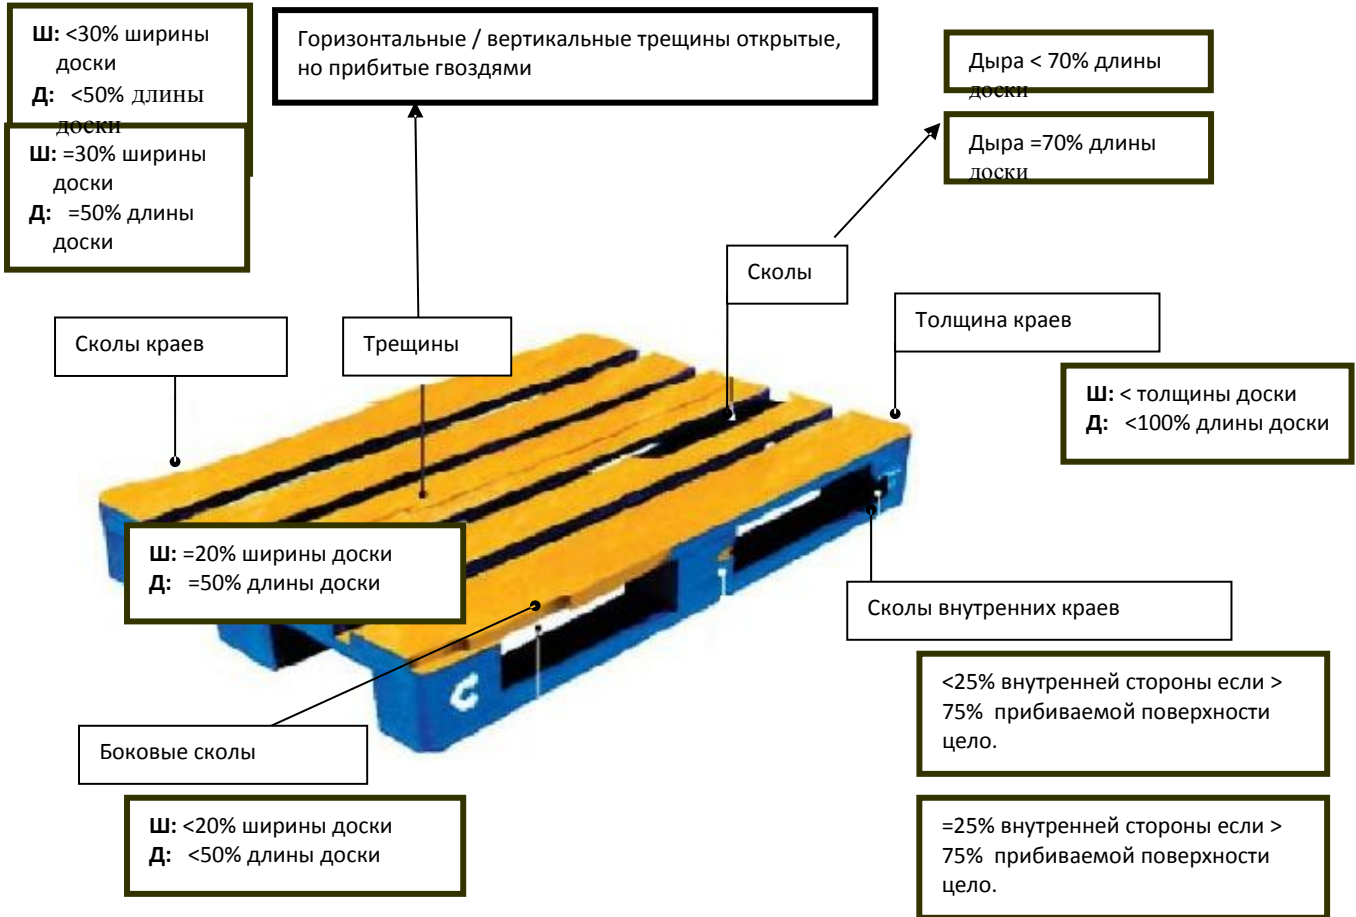 Ш: <30% ширины
доски
Д: <50% длины
доски
Ш: =30% ширины
доски
Д: =50% длины
доски
Горизонтальные / вертикальные трещины открытые,
но прибитые гвоздями
Дыра < 70% длины
доски
Дыра =70% длины
доски
Сколы
Толщина краев
Сколы краев
Трещины
Ш: < толщины доски
Д: <100% длины доски
Ш: =20% ширины доски
Д: =50% длины доски
Сколы внутренних краев
<25% внутренней стороны если >
75% прибиваемой поверхности
цело.
Боковые сколы
Ш: <20% ширины доски
Д: <50% длины доски
=25% внутренней стороны если >
75% прибиваемой поверхности
цело.